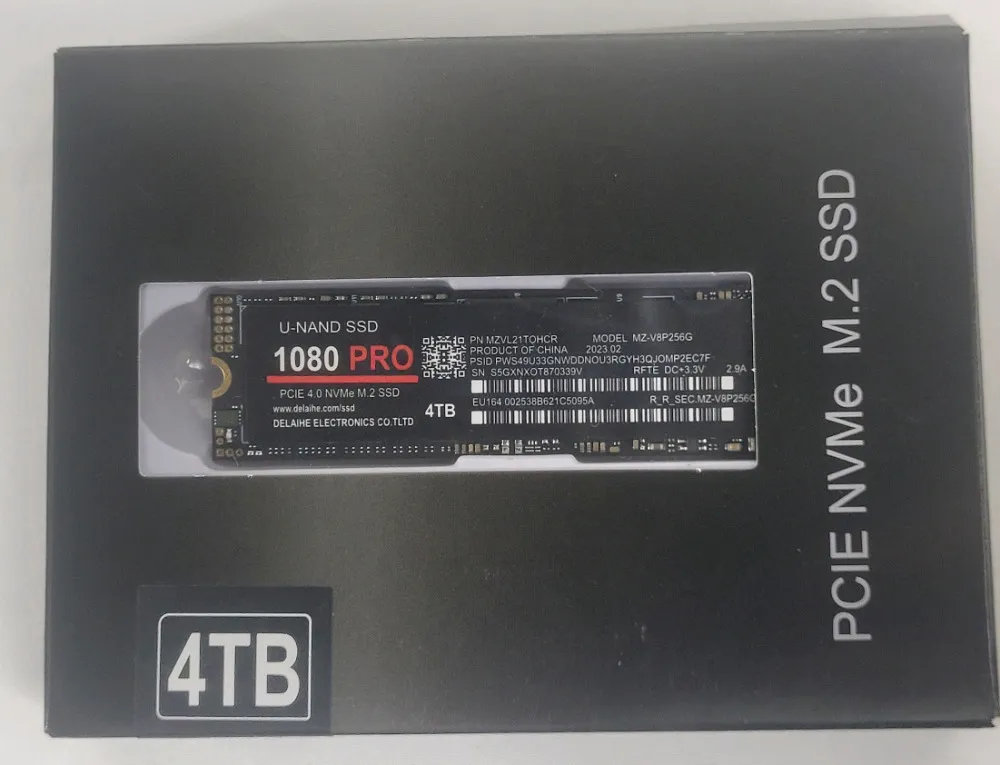 U-NAND SSD
1080 PRO
PCIE 4.0 NVMe M.2 SSD
www.delaihe.com/ssd
DELAIHE ELECTRONICS CO.TLTD
4TB
PN MZVL21TOHCR MODEL MZ-V8P256G
PRODUCT OF CHINA 2023.02
PSID PWS49U33GNWDDNOU3RGYH3QJOMP2EC7F
SN S5GXNXOT870339V RFTE DC+3.3V 2.9A
EU164 002538B621C5095A R_R_SEC.MZ-V8P256G
S
PCIE NVMe M.2 SSD
4TB